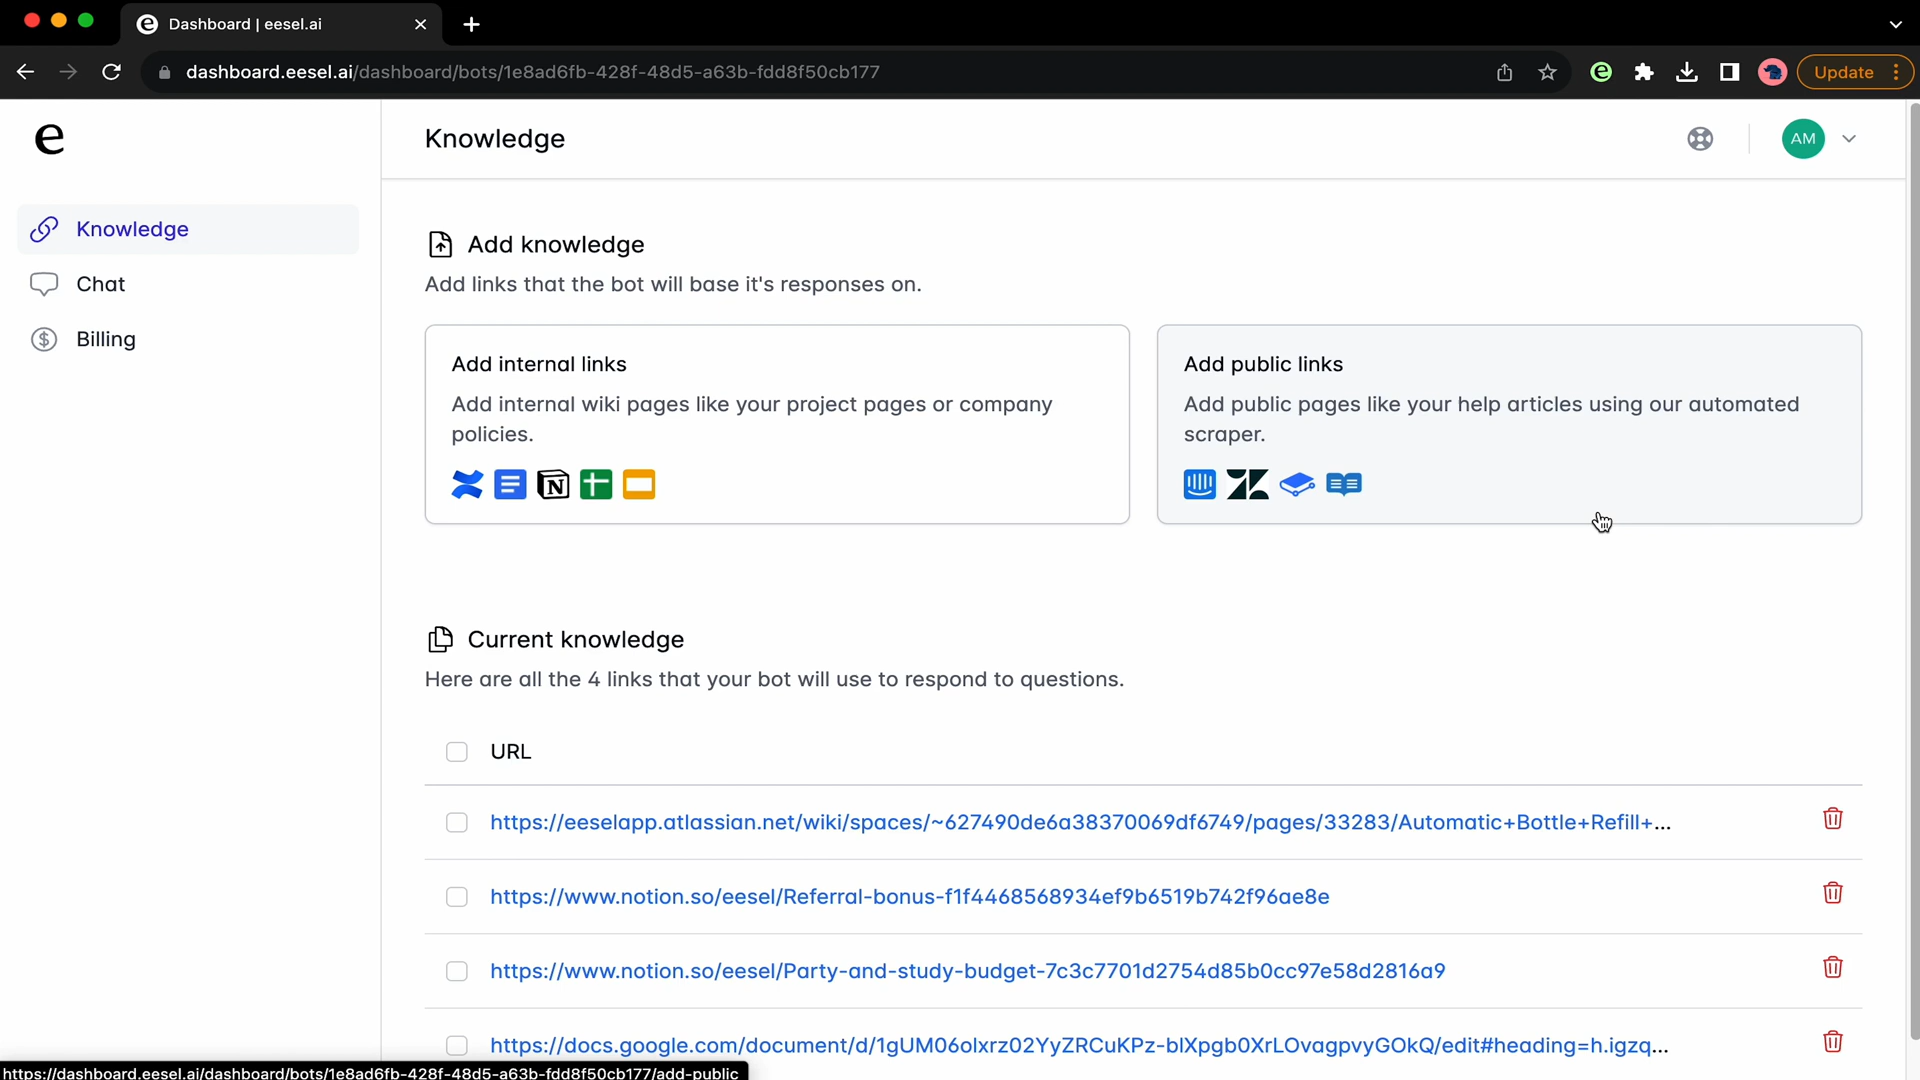 Dashboard | eesel.ai
dashboard.eesel.ai/dashboard/bots/1e8ad6fb-428f-48d5-a63b-fdd8f50cb177
Update
e
Knowledge
AM
Knowledge
Chat
Billing
Add knowledge
Add links that the bot will base it's responses on.
Add internal links
Add internal wiki pages like your project pages or company
policies.
Add public links
Add public pages like your help articles using our automated
scraper.
Current knowledge
Here are all the 4 links that your bot will use to respond to questions.
URL
https://eeselapp.atlassian.net/wiki/spaces/~627490de6a38370069df6749/pages/33283/Automatic+Bottle+Refill+...
https://www.notion.so/eesel/Referral-bonus-f1f4468568934ef9b6519b742f96ae8e
https://www.notion.so/eesel/Party-and-study-budget-7c3c7701d2754d85b0cc97e58d2816a9
https://docs.google.com/document/d/1gUM06olxrz02YyZRCuKPz-blXpgb0XrLOvagpvyGOkQ/edit#heading=h.igzq...
https://dashboard.eesel.ai/dashboard/bots/1e8ad6fb-428f-48d5-a63b-fdd8f50cb177/add-public